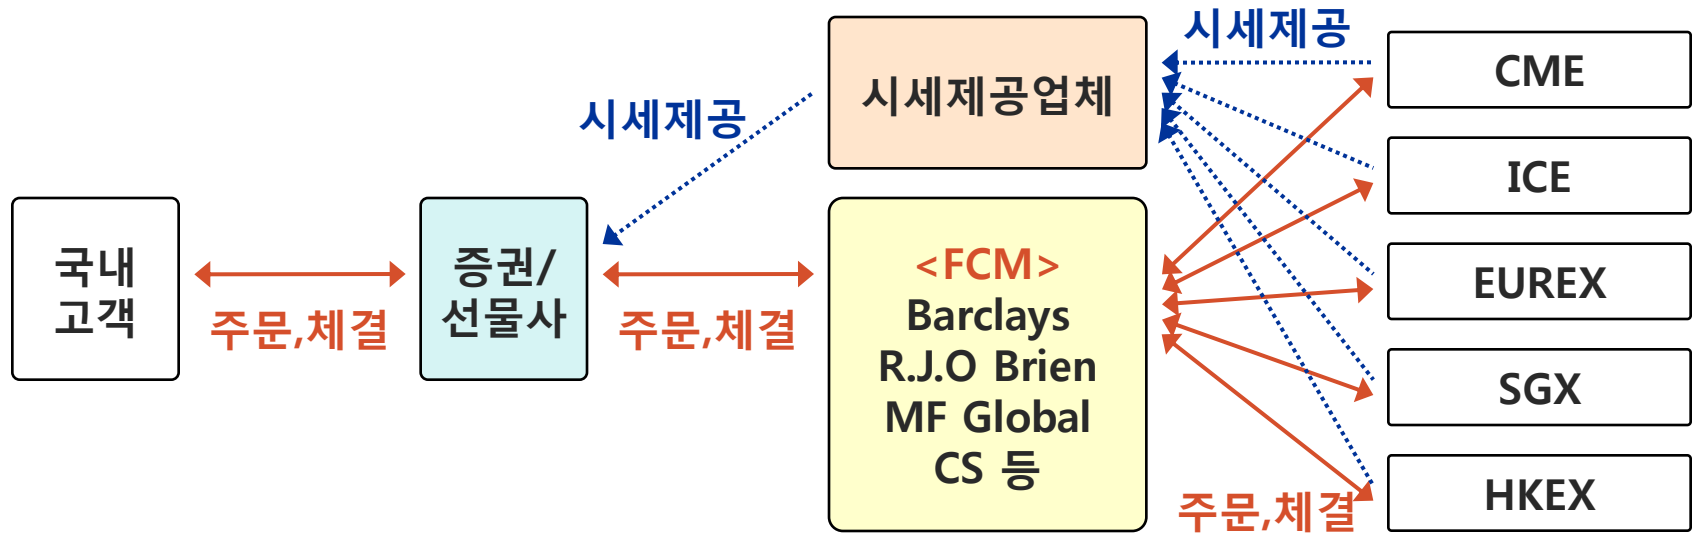 국내
고객
주문,체결
증권/
선물사
시세제공
주문,체결
시세제공업체
<FCM>
Barclays
R.J.O Brien
MF Global
CS 등
시세제공
주문,체결
CME
ICE
EUREX
SGX
HKEX